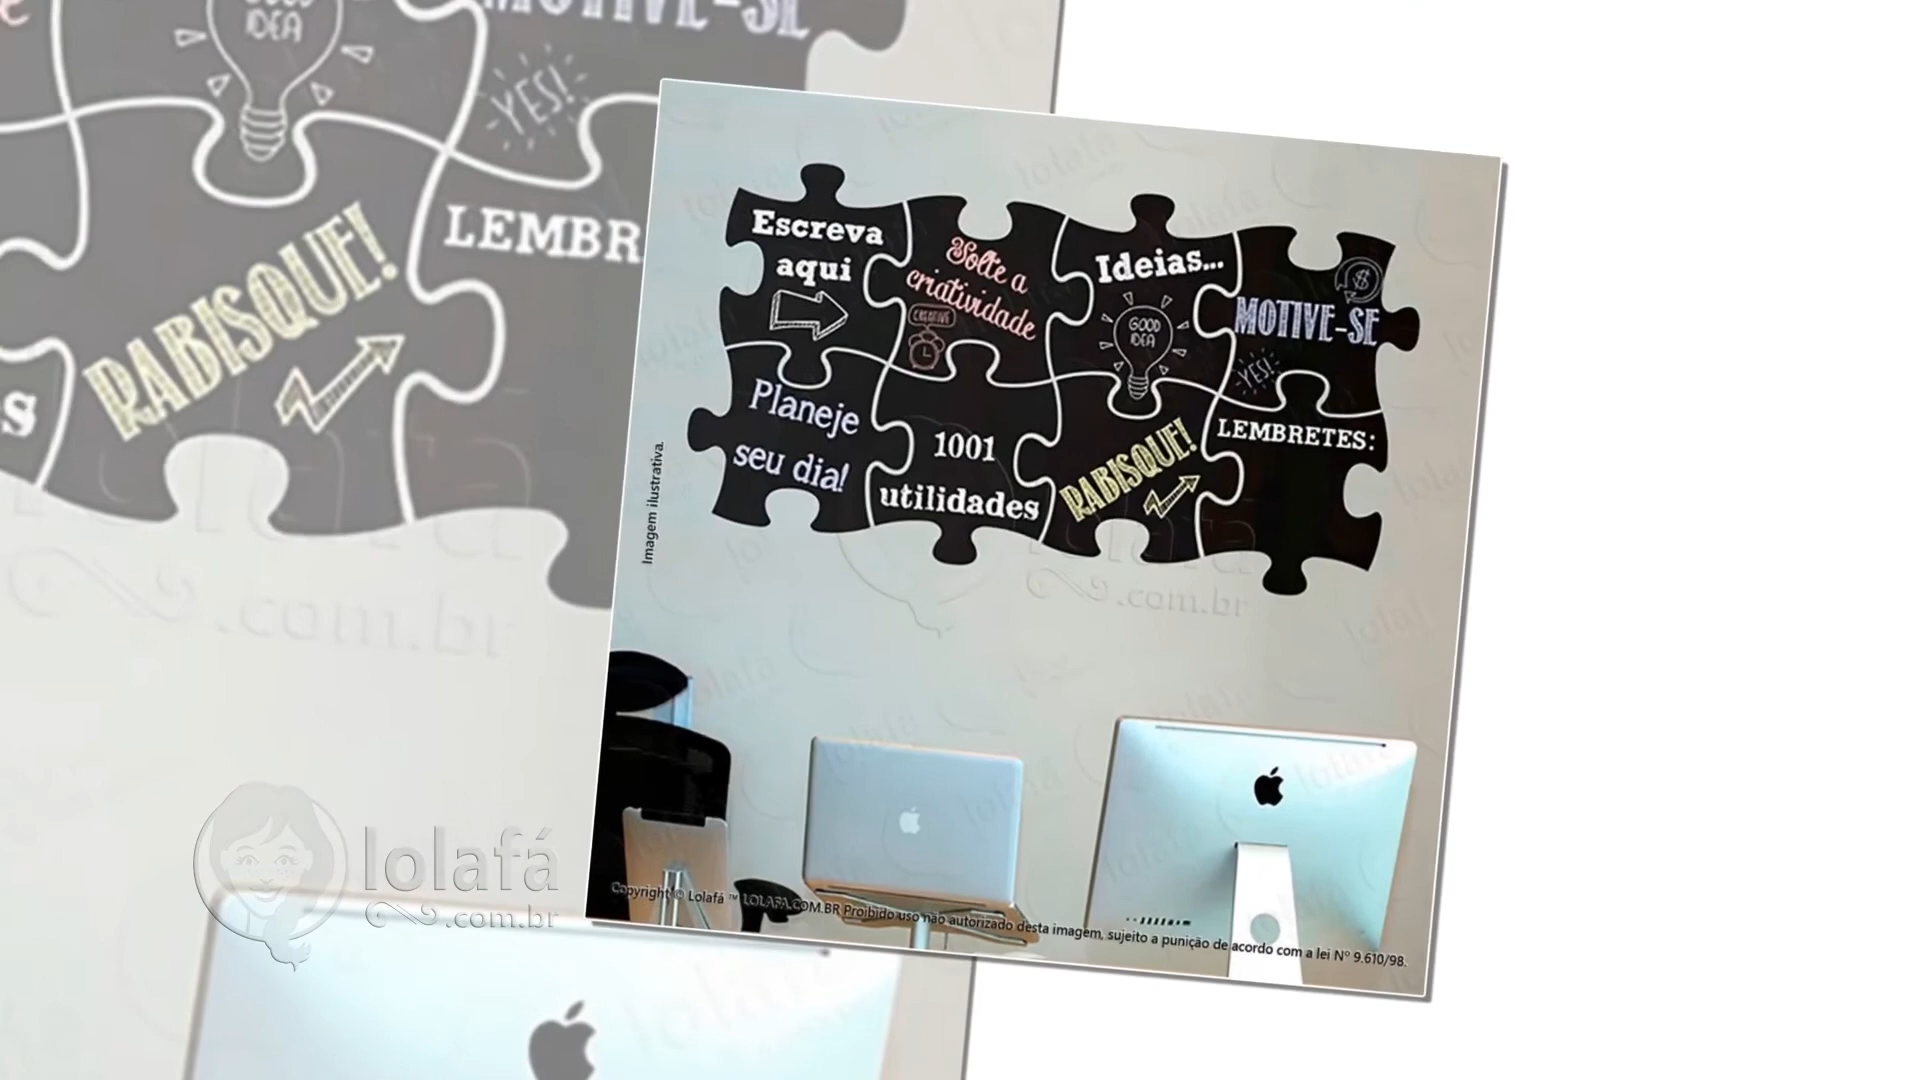 GOOD
IDEA
MOTIVE-SE
YES!
RABISQUE!
LEMBR
Escreva
aqui
Solte a
criatividade
CREATIVE
Ideias...
GOOD
IDEA
$
MOTIVE-SE
YES!
Planeje
seu dia!
1001
utilidades
RABISQUE!
LEMBRETES:
Imagem ilustrativa.
.com.br
.com.br
lolafá
.com.br
Copyright © Lolafá ™ LOLAFA.COM.BR Proibido uso não autorizado desta imagem, sujeito a punição de acordo com a lei Nº 9.610/98.